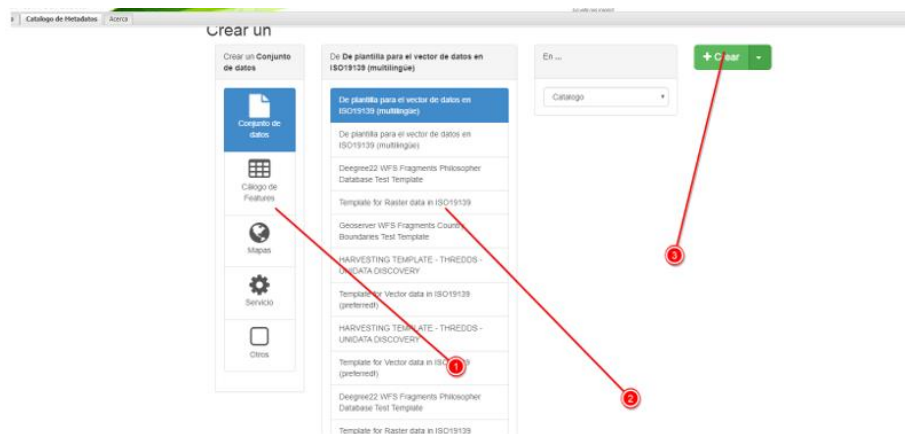 Catalogo de Metadatos
Acerca
Crear un
Crear un Conjunto
de datos
Conjunto de
datos
Cálogo de
Features
Mapas
Servicio
Otros
De De plantilla para el vector de datos en
ISO19139 (multilingüe)
De plantilla para el vector de datos en
ISO19139 (multilingüe)
De plantilla para el vector de datos en
ISO19139 (multilingüe)
Deegree22 WFS Fragments Philosopher
Database Test Template
Template for Raster data in ISO19139
Geoserver WFS Fragments Country
Boundaries Test Template
HARVESTING TEMPLATE - THREDDS -
UNIDATA DISCOVERY
Template for Vector data in ISO19139
(preferred!)
HARVESTING TEMPLATE - THREDDS -
UNIDATA DISCOVERY
Template for Vector data in ISO19139
(preferred!)
Deegree22 WFS Fragments Philosopher
Database Test Template
Template for Raster data in ISO19139
En ...
Catalogo
+ Crear
1
2
3